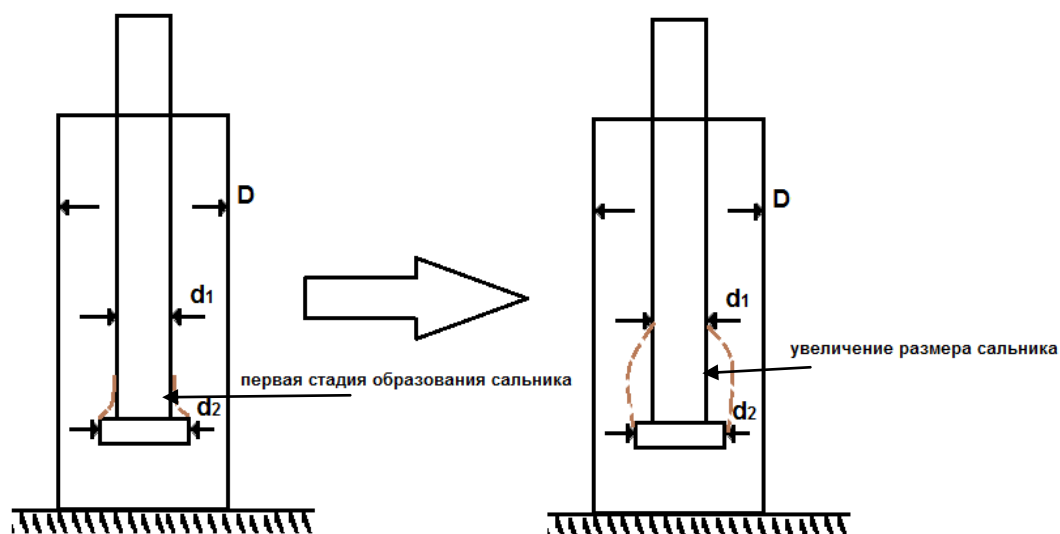 D
d1
первая стадия образования сальника
d2
D
d1
увеличение размера сальника
d2